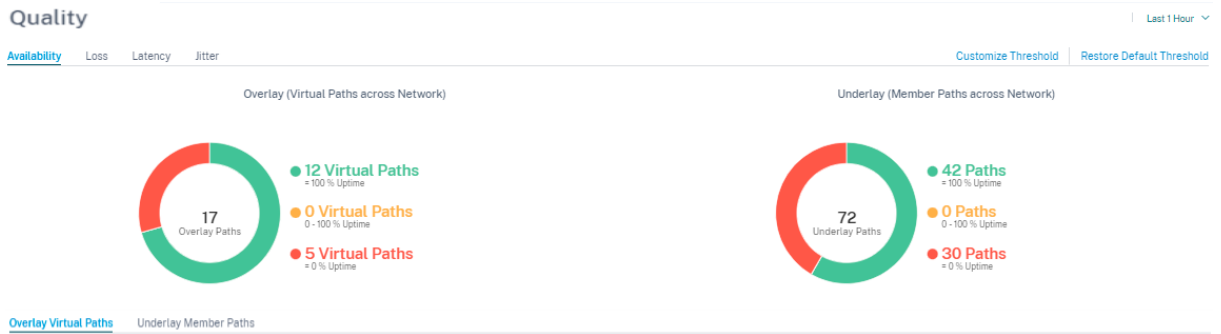 Quality
Last 1 Hour
Availability Loss Latency Jitter
Customize Threshold Restore Default Threshold
Overlay (Virtual Paths across Network)
17
Overlay Paths
12 Virtual Paths
= 100 % Uptime
0 Virtual Paths
0 - 100 % Uptime
5 Virtual Paths
= 0 % Uptime
Underlay (Member Paths across Network)
72
Underlay Paths
42 Paths
= 100 % Uptime
0 Paths
0 - 100 % Uptime
30 Paths
= 0 % Uptime
Overlay Virtual Paths Underlay Member Paths